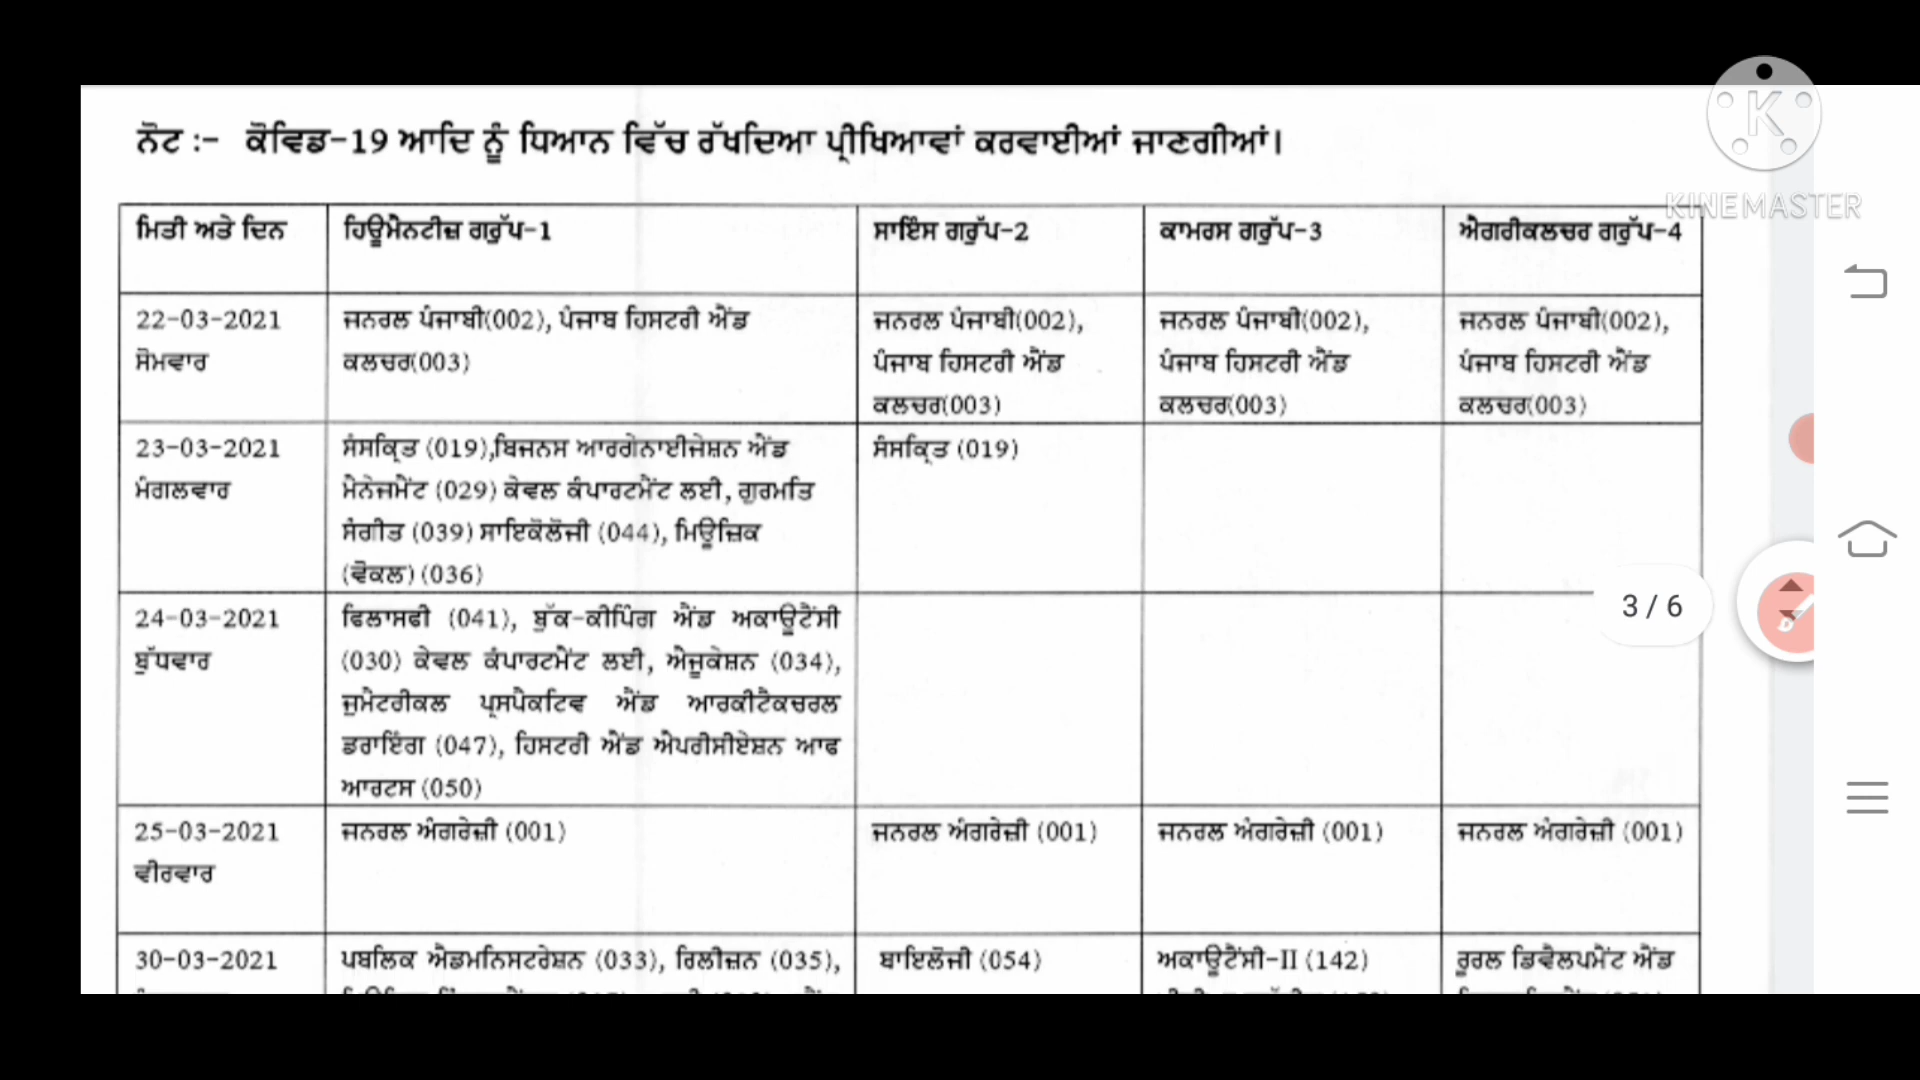 ਨੋਟ :- ਕੋਵਿਡ-19 ਆਦਿ ਨੂੰ ਧਿਆਨ ਵਿੱਚ ਰੱਖਦਿਆ ਪ੍ਰੀਖਿਆਵਾਂ ਕਰਵਾਈਆਂ ਜਾਣਗੀਆਂ।
KINEMASTER
ਮਿਤੀ ਅਤੇ ਦਿਨ
ਹਿਊਮੈਨਟੀਜ਼ ਗਰੁੱਪ-1
ਸਾਇੰਸ ਗਰੁੱਪ-2
ਕਾਮਰਸ ਗਰੁੱਪ-3
ਐਗਰੀਕਲਚਰ ਗਰੁੱਪ-4
22-03-2021
ਸੋਮਵਾਰ
ਜਨਰਲ ਪੰਜਾਬੀ(002), ਪੰਜਾਬ ਹਿਸਟਰੀ ਐਂਡ
ਕਲਚਰ(003)
ਜਨਰਲ ਪੰਜਾਬੀ(002),
ਪੰਜਾਬ ਹਿਸਟਰੀ ਐਂਡ
ਕਲਚਰ(003)
ਜਨਰਲ ਪੰਜਾਬੀ(002),
ਪੰਜਾਬ ਹਿਸਟਰੀ ਐਂਡ
ਕਲਚਰ(003)
ਜਨਰਲ ਪੰਜਾਬੀ(002),
ਪੰਜਾਬ ਹਿਸਟਰੀ ਐਂਡ
ਕਲਚਰ(003)
23-03-2021
ਮੰਗਲਵਾਰ
ਸੰਸਕ੍ਰਿਤ (019),ਬਿਜਨਸ ਆਰਗੇਨਾਈਜੇਸ਼ਨ ਐਂਡ
ਮੈਨੇਜਮੈਂਟ (029) ਕੇਵਲ ਕੰਪਾਰਟਮੈਂਟ ਲਈ, ਗੁਰਮਤਿ
ਸੰਗੀਤ (039) ਸਾਇਕੋਲੋਜੀ (044), ਮਿਊਜ਼ਿਕ
(ਵੋਕਲ) (036)
ਸੰਸਕ੍ਰਿਤ (019)
24-03-2021
ਬੁੱਧਵਾਰ
ਫਿਲਾਸਫੀ (041), ਬੁੱਕ-ਕੀਪਿੰਗ ਐਂਡ ਅਕਾਊਟੈਂਸੀ
(030) ਕੇਵਲ ਕੰਪਾਰਟਮੈਂਟ ਲਈ, ਐਜੂਕੇਸ਼ਨ (034),
ਜੁਮੈਟਰੀਕਲ ਪ੍ਰਸਪੈਕਟਿਵ ਐਂਡ ਆਰਕੀਟੈਕਚਰਲ
ਡਰਾਇੰਗ (047), ਹਿਸਟਰੀ ਐਂਡ ਐਪਰੀਸੀਏਸ਼ਨ ਆਫ
ਆਰਟਸ (050)
3 / 6
25-03-2021
ਵੀਰਵਾਰ
ਜਨਰਲ ਅੰਗਰੇਜ਼ੀ (001)
ਜਨਰਲ ਅੰਗਰੇਜ਼ੀ (001)
ਜਨਰਲ ਅੰਗਰੇਜ਼ੀ (001)
ਜਨਰਲ ਅੰਗਰੇਜ਼ੀ (001)
30-03-2021
ਪਬਲਿਕ ਐਡਮਨਿਸਟਰੇਸ਼ਨ (033), ਰਿਲੀਜ਼ਨ (035),
ਬਾਇਲੋਜੀ (054)
ਅਕਾਊਟੈਂਸੀ-II (142)
ਰੂਰਲ ਡਿਵੈਲਪਮੈਂਟ ਐਂਡ